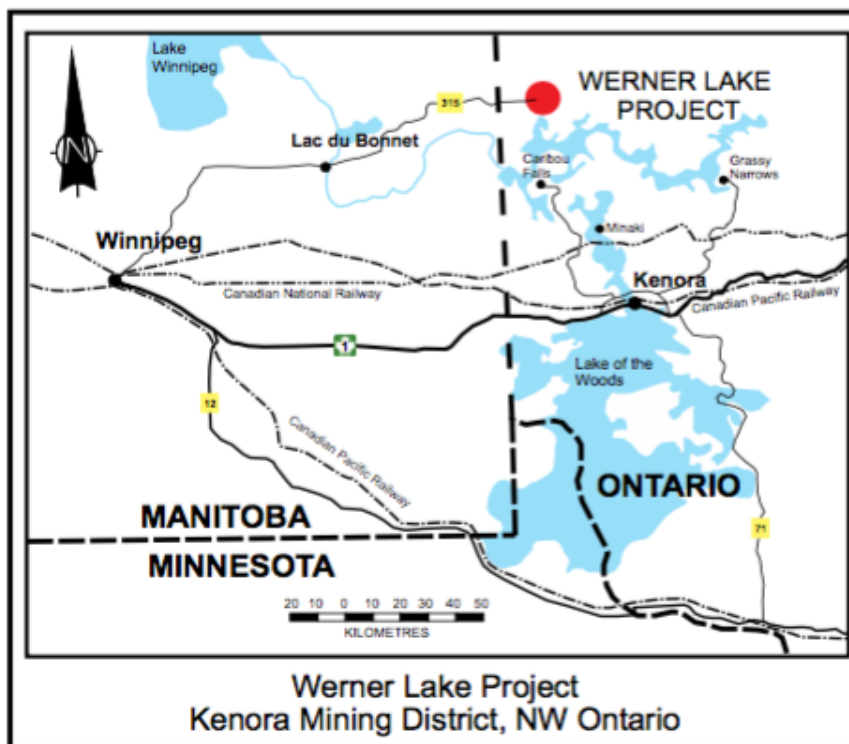 Lake
Winnipeg
WERNER LAKE
PROJECT
315
Lac du Bonnet
Caribou
Falls
Grassy
Narrows
N
Minaki
Winnipeg
Kenora
Canadian National Railway
Canadian Pacific Railway
1
Lake of the
Woods
12
Canadian Pacific Railway
ONTARIO
MANITOBA
71
MINNESOTA
20 10 0 10 20 30 40 50
KILOMETRES
Werner Lake Project
Kenora Mining District, NW Ontario